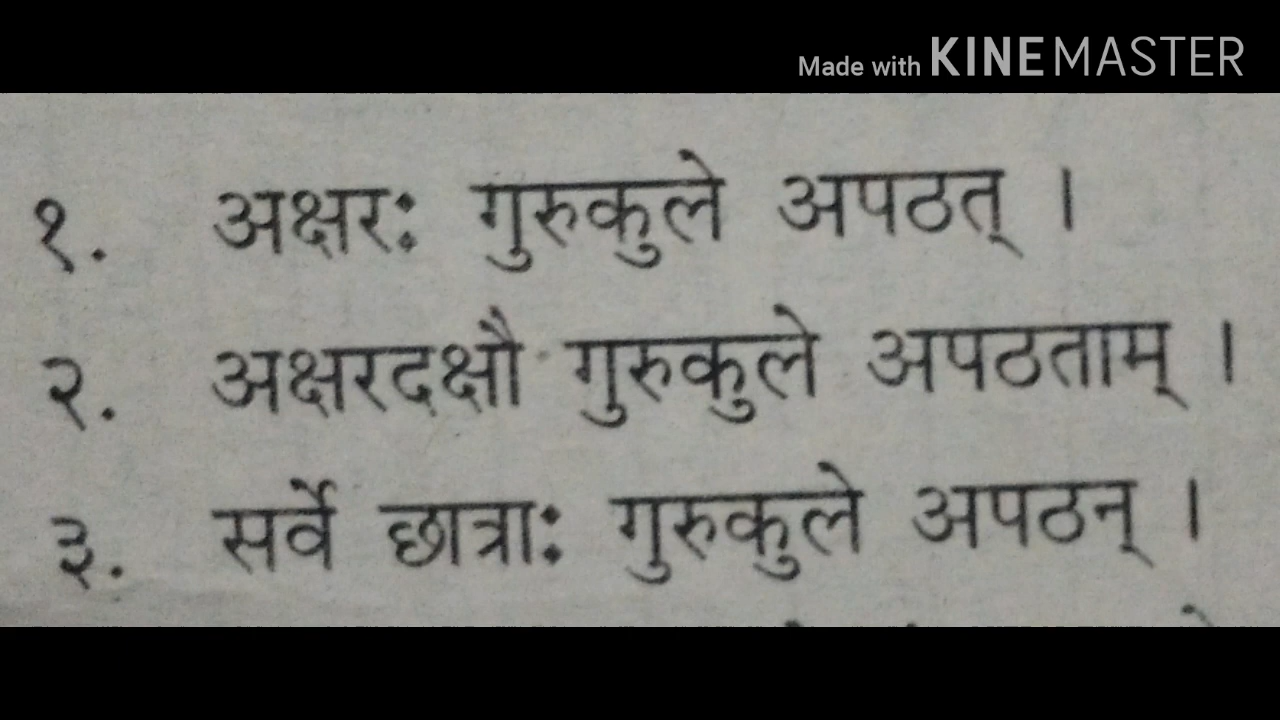 Made with KINEMASTER
१. अक्षरः गुरुकुले अपठत् ।
२. अक्षरदक्षौ गुरुकुले अपठताम् ।
३. सर्वे छात्राः गुरुकुले अपठन् ।